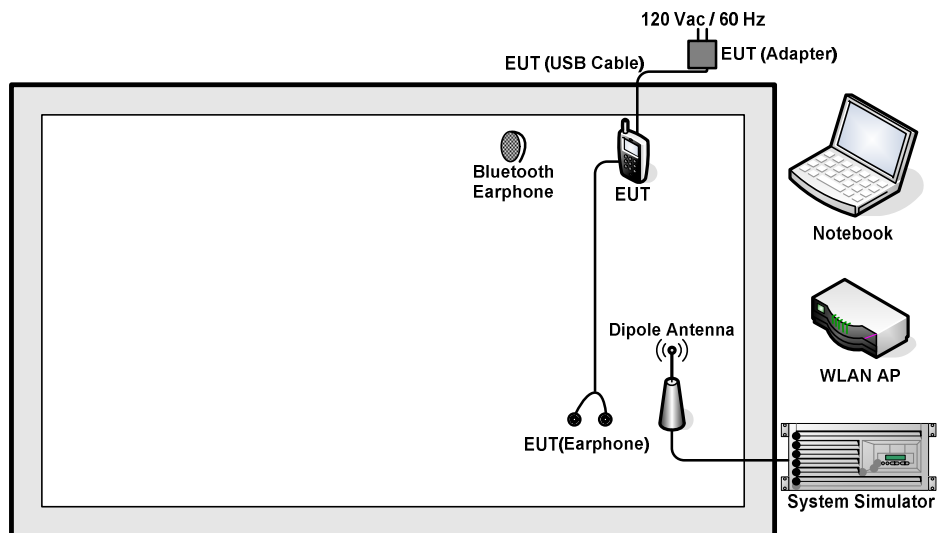 120 Vac / 60 Hz
EUT (Adapter)
EUT (USB Cable)
Bluetooth
Earphone
EUT
Notebook
Dipole Antenna
WLAN AP
EUT(Earphone)
System Simulator